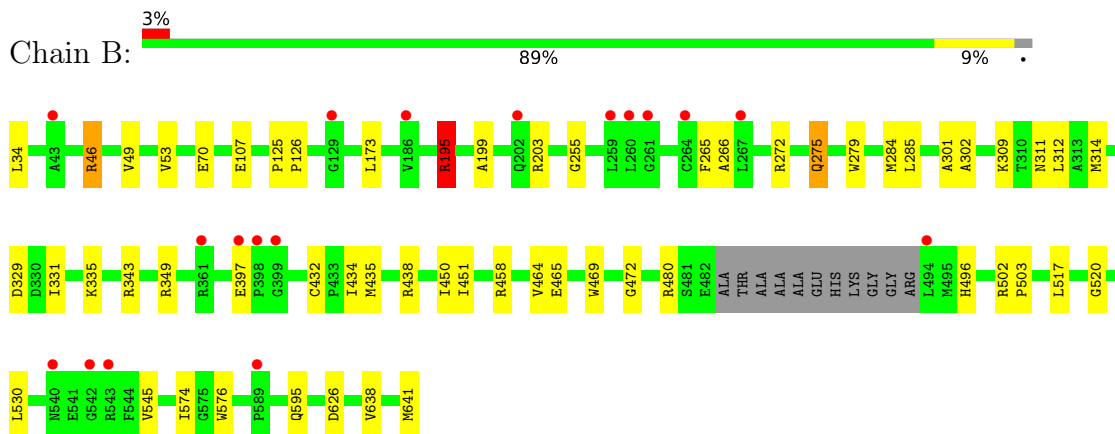 3%
Chain B:
89% 9% •
L34 A43 R46 V49 V53 E70 E107 P125 P126 G129 L173 V186 R195 A199 Q202 R203 G255 L259 L260 G261 C264 F265 A266 L267 R272 Q275 W279 M284 L285 A301 A302 K309 T310 N311 L312 A313 M314
D329 D330 I331 K335 R343 R349 R361 E397 P398 G399 C432 P433 I434 M435 R438 I450 I451 R458 V464 E465 W469 G472 R480 S481 E482 ALA THR ALA ALA ALA GLU HIS LYS GLY GLY ARG L494 M495 H496 R502 P503 L517 G520
L530 N540 E541 G542 R543 F544 V545 I574 G575 W576 P589 Q595 D626 V638 M641